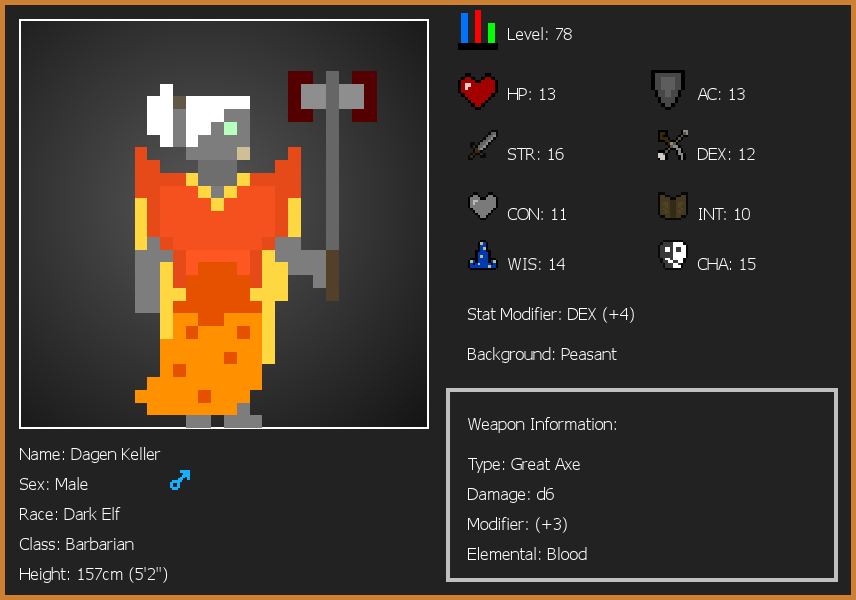 Level: 78
HP: 13
AC: 13
STR: 16
DEX: 12
CON: 11
INT: 10
WIS: 14
CHA: 15
Stat Modifier: DEX (+4)
Background: Peasant
Weapon Information:
Type: Great Axe
Damage: d6
Modifier: (+3)
Elemental: Blood
Name: Dagen Keller
Sex: Male
Race: Dark Elf
Class: Barbarian
Height: 157cm (5'2")